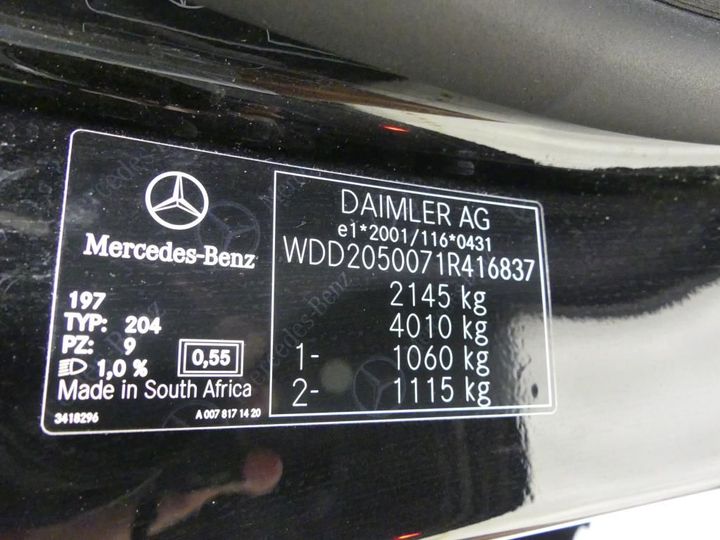 Mercedes-Benz
197
TYP: 204
PZ: 9
1,0 %
0,55
Made in South Africa
3418296
A 007 817 14 20
DAIMLER AG
e1*2001/116*0431
WDD2050071R416837
2145 kg
4010 kg
1- 1060 kg
2- 1115 kg